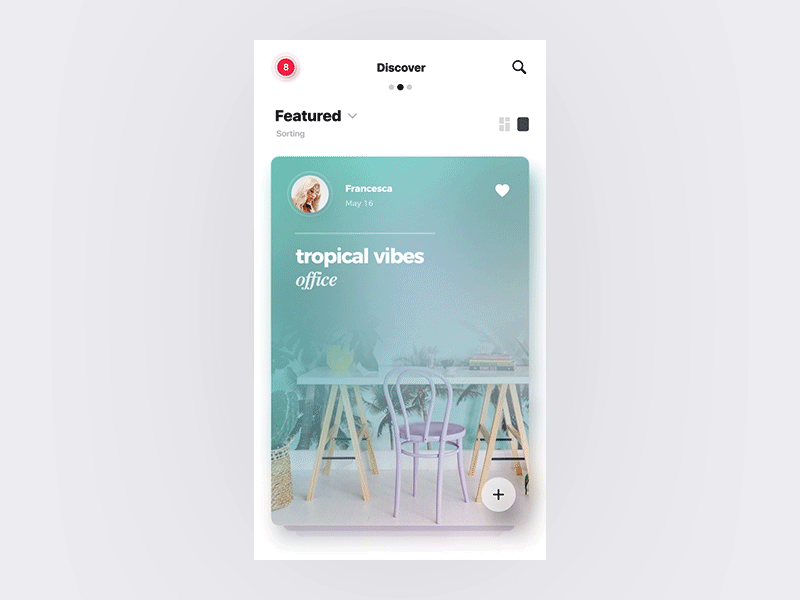 8
Discover
Featured
Sorting
Francesca
May 16
tropical vibes
office